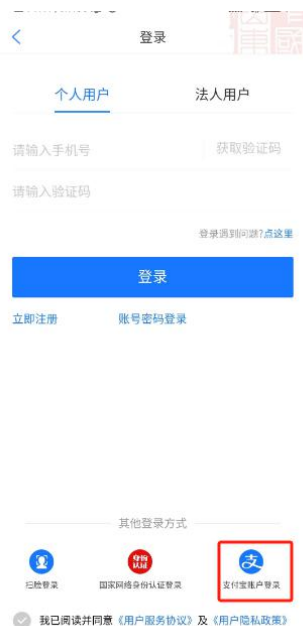 登录
个人用户 法人用户
请输入手机号 获取验证码
请输入验证码
登录遇到问题?点这里
登录
立即注册 账号密码登录
其他登录方式
身份认证
支
扫脸登录 国家网络身份认证登录 支付宝账户登录
我已阅读并同意《用户服务协议》及《用户隐私政策》